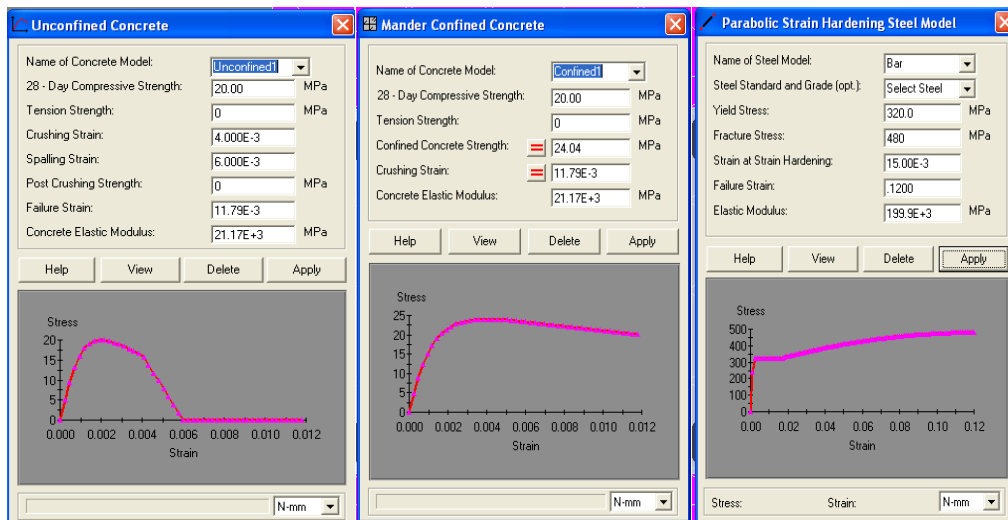 Unconfined Concrete
Name of Concrete Model: Unconfined1
28 - Day Compressive Strength: 20.00 MPa
Tension Strength: 0 MPa
Crushing Strain: 4.000E-3
Spalling Strain: 6.000E-3
Post Crushing Strength: 0 MPa
Failure Strain: 11.79E-3
Concrete Elastic Modulus: 21.17E+3 MPa
Help View Delete Apply
Stress
20
15
10
5
0
0.000 0.002 0.004 0.006 0.008 0.010 0.012
Strain
N-mm
Mander Confined Concrete
Name of Concrete Model: Confined1
28 - Day Compressive Strength: 20.00 MPa
Tension Strength: 0 MPa
Confined Concrete Strength: = 24.04 MPa
Crushing Strain: = 11.79E-3
Concrete Elastic Modulus: 21.17E+3 MPa
Help View Delete Apply
Stress
25
20
15
10
5
0
0.000 0.002 0.004 0.006 0.008 0.010 0.012
Strain
N-mm
Parabolic Strain Hardening Steel Model
Name of Steel Model: Bar
Steel Standard and Grade (opt.): Select Steel
Yield Stress: 320.0 MPa
Fracture Stress: 480 MPa
Strain at Strain Hardening: 15.00E-3
Failure Strain: .1200
Elastic Modulus: 199.9E+3 MPa
Help View Delete Apply
Stress
500
400
300
200
100
0
0.00 0.02 0.04 0.06 0.08 0.10 0.12
Strain
Stress: Strain: N-mm